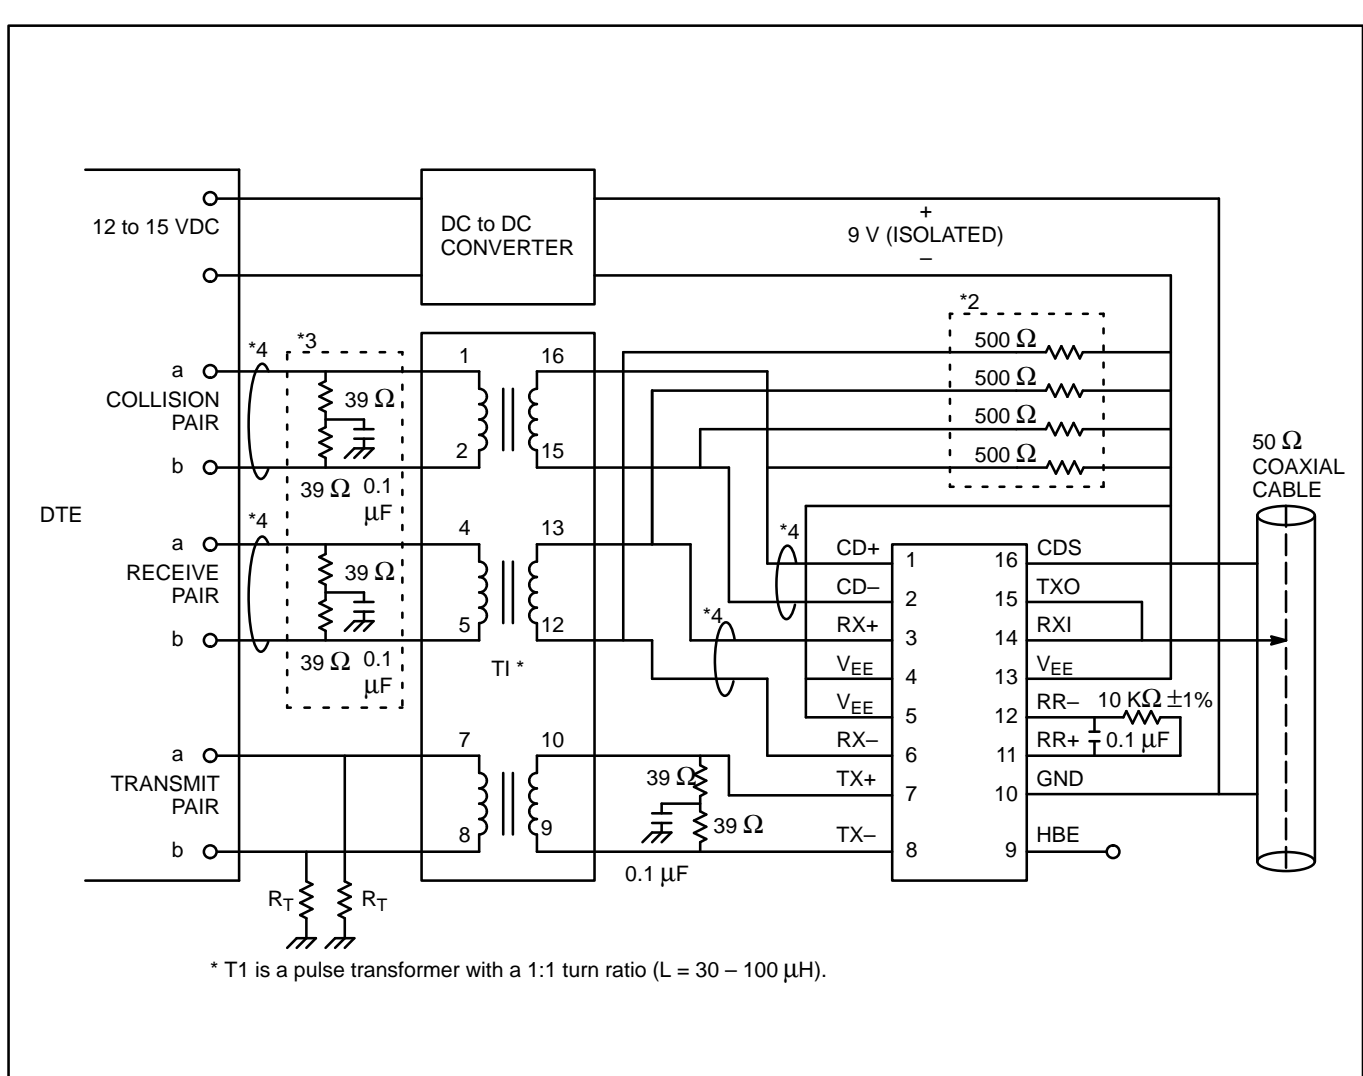 12 to 15 VDC
DC to DC
CONVERTER
+
9 V (ISOLATED)
–
*2
500 Ω
500 Ω
500 Ω
500 Ω
*4
*3
a
COLLISION
PAIR
b
39 Ω
39 Ω
0.1
μF
1
16
2
15
50 Ω
COAXIAL
CABLE
DTE
*4
a
RECEIVE
PAIR
b
39 Ω
39 Ω
0.1
μF
4
13
5
12
TI *
*4
*4
CD+
1
16
CDS
CD–
2
15
TXO
RX+
3
14
RXI
VEE
4
13
VEE
VEE
5
12
RR–
10 KΩ ±1%
RX–
6
11
RR+
0.1 μF
TX+
7
10
GND
TX–
8
9
HBE
a
TRANSMIT
PAIR
b
7
10
8
9
39 Ω
39 Ω
0.1 μF
RT
RT
* T1 is a pulse transformer with a 1:1 turn ratio (L = 30 – 100 μH).